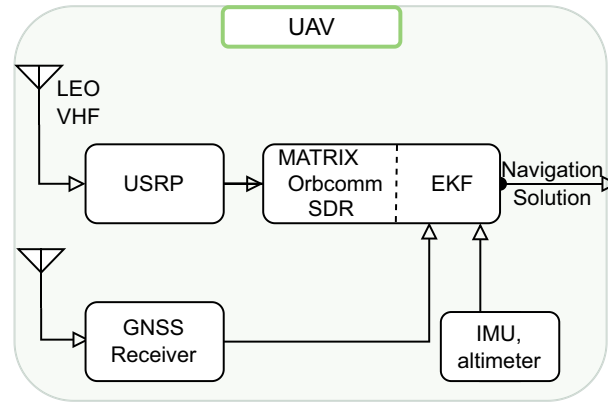 UAV
LEO
VHF
USRP
MATRIX
Orbcomm
SDR
EKF
Navigation
Solution
GNSS
Receiver
IMU,
altimeter